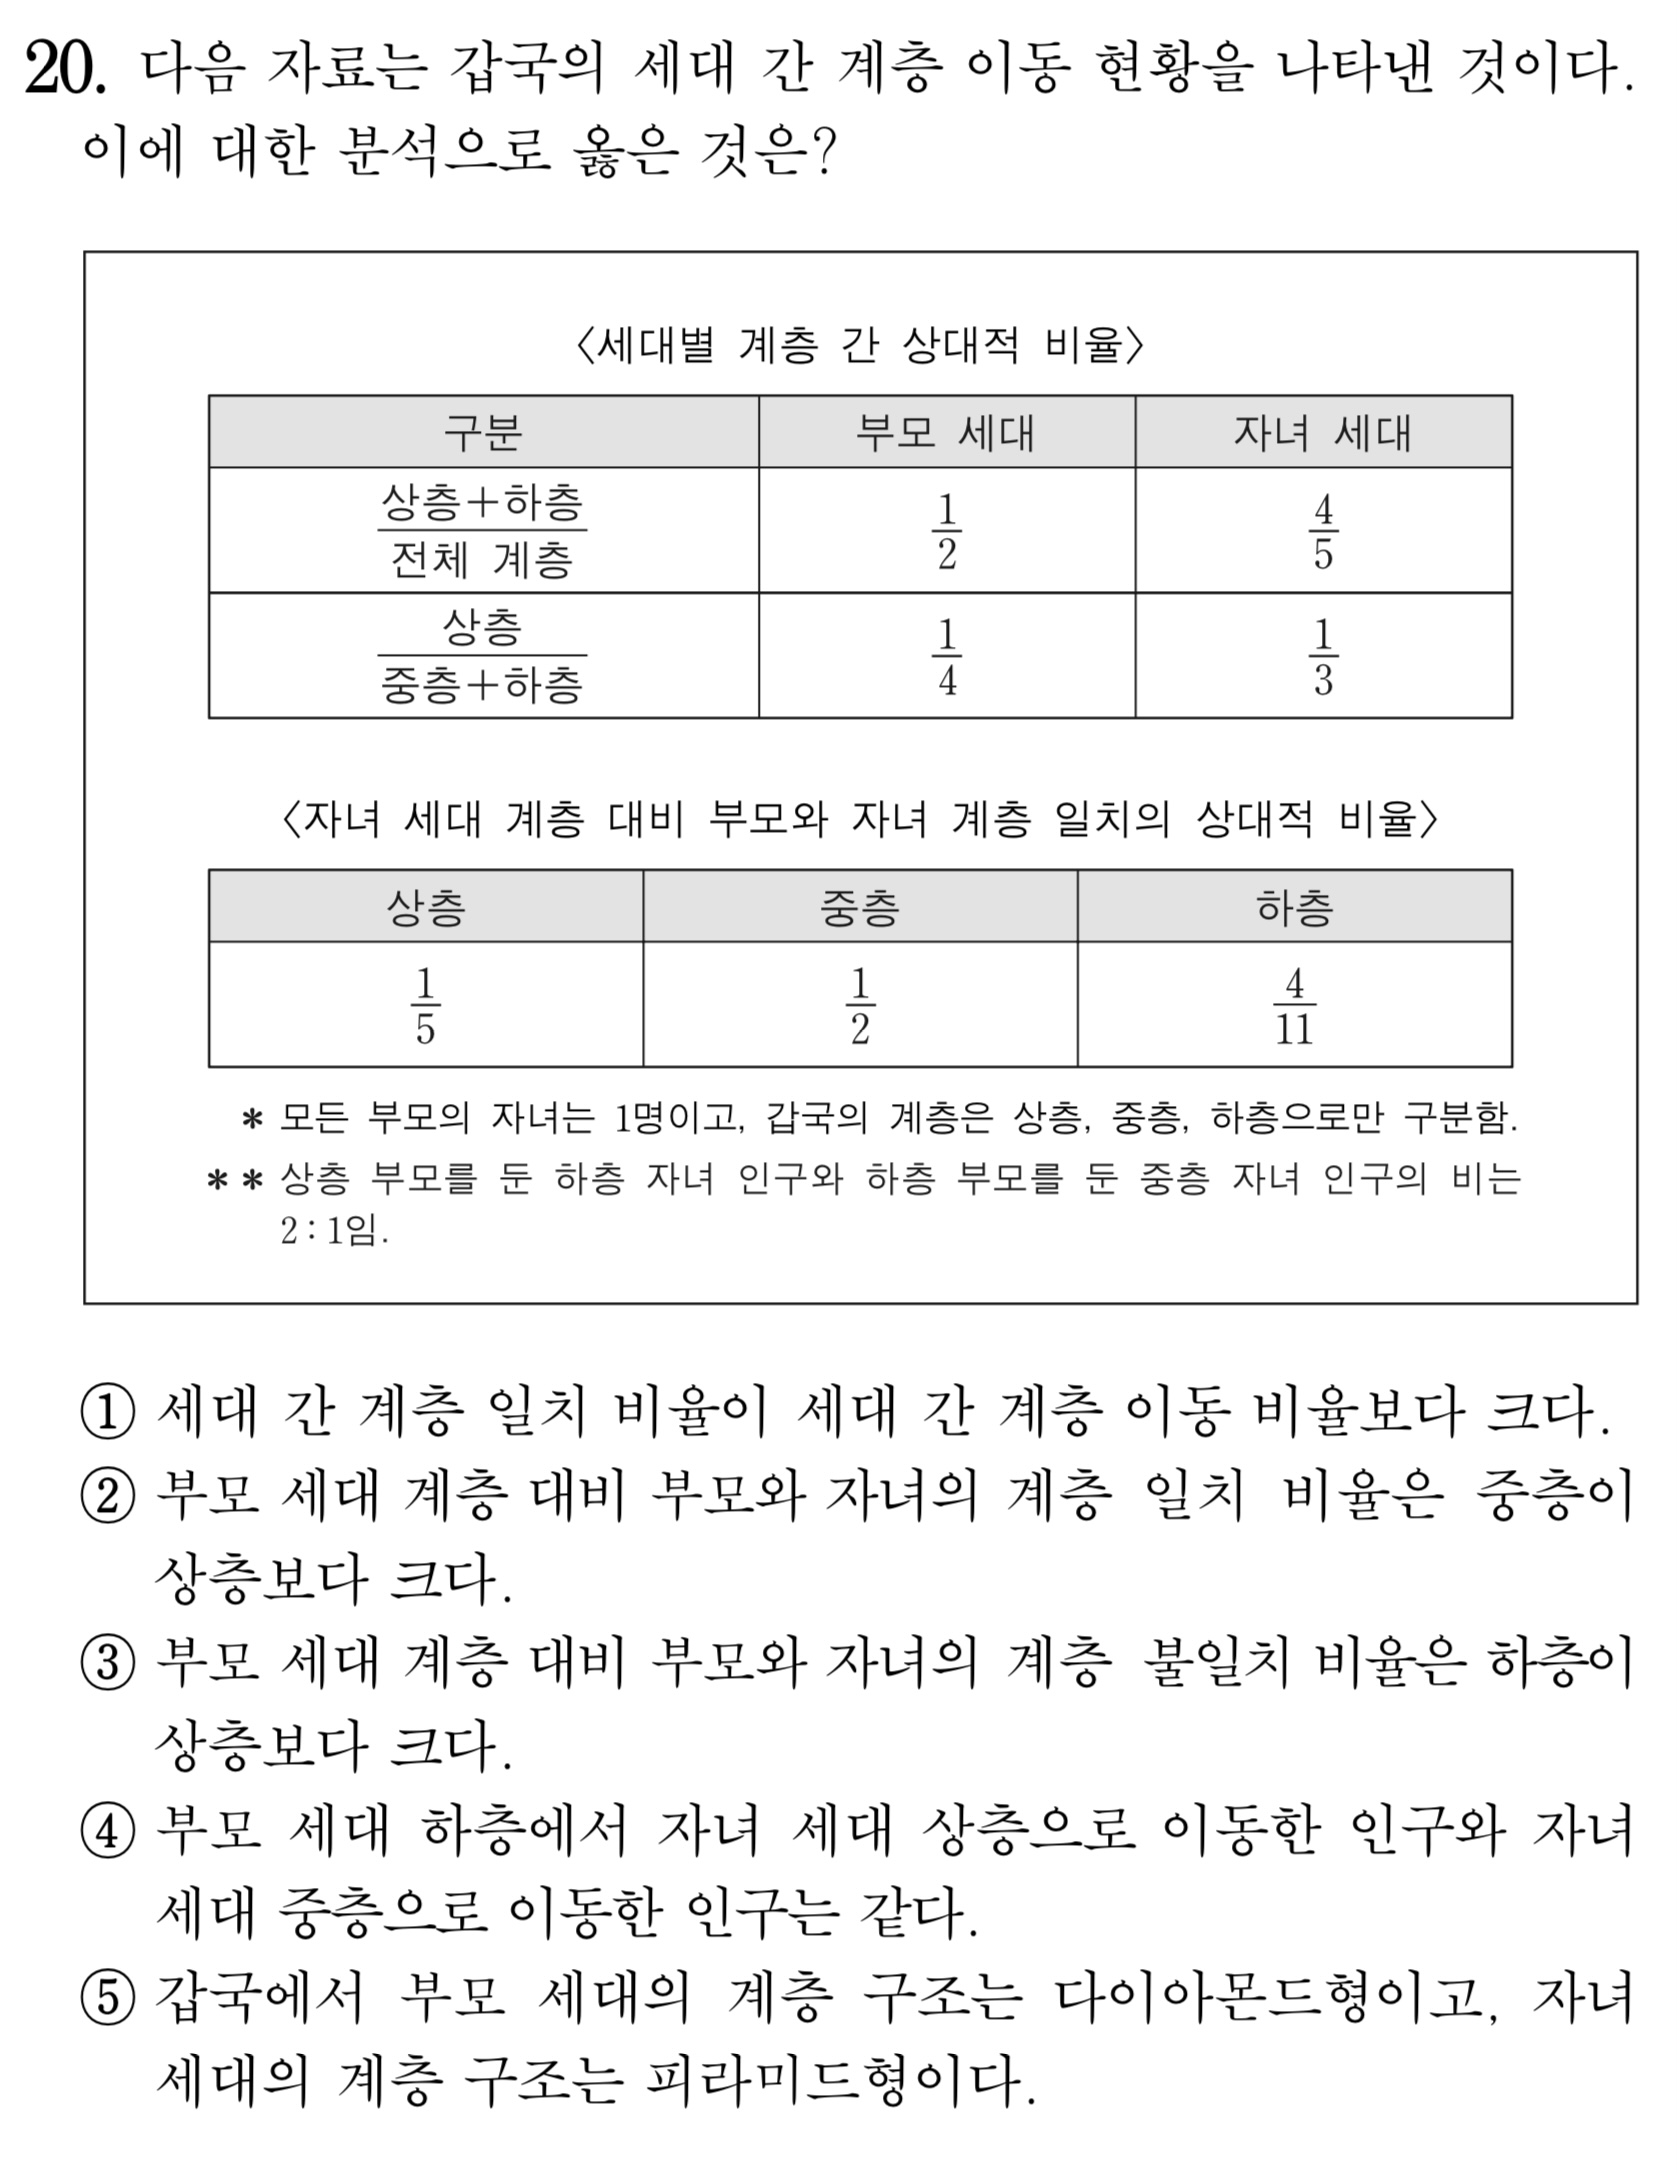 20. 다음 자료는 갑국의 세대 간 계층 이동 현황을 나타낸 것이다.
이에 대한 분석으로 옳은 것은?
〈세대별 계층 간 상대적 비율〉
구분 부모 세대 자녀 세대
상층+하층/전체 계층 1/2 4/5
상층/중층+하층 1/4 1/3
〈자녀 세대 계층 대비 부모와 자녀 계층 일치의 상대적 비율〉
상층 중층 하층
1/5 1/2 4/11
* 모든 부모의 자녀는 1명이고, 갑국의 계층은 상층, 중층, 하층으로만 구분함.
** 상층 부모를 둔 하층 자녀 인구와 하층 부모를 둔 중층 자녀 인구의 비는
2:1임.
① 세대 간 계층 일치 비율이 세대 간 계층 이동 비율보다 크다.
② 부모 세대 계층 대비 부모와 자녀의 계층 일치 비율은 중층이
상층보다 크다.
③ 부모 세대 계층 대비 부모와 자녀의 계층 불일치 비율은 하층이
상층보다 크다.
④ 부모 세대 하층에서 자녀 세대 상층으로 이동한 인구와 자녀
세대 중층으로 이동한 인구는 같다.
⑤ 갑국에서 부모 세대의 계층 구조는 다이아몬드형이고, 자녀
세대의 계층 구조는 피라미드형이다.